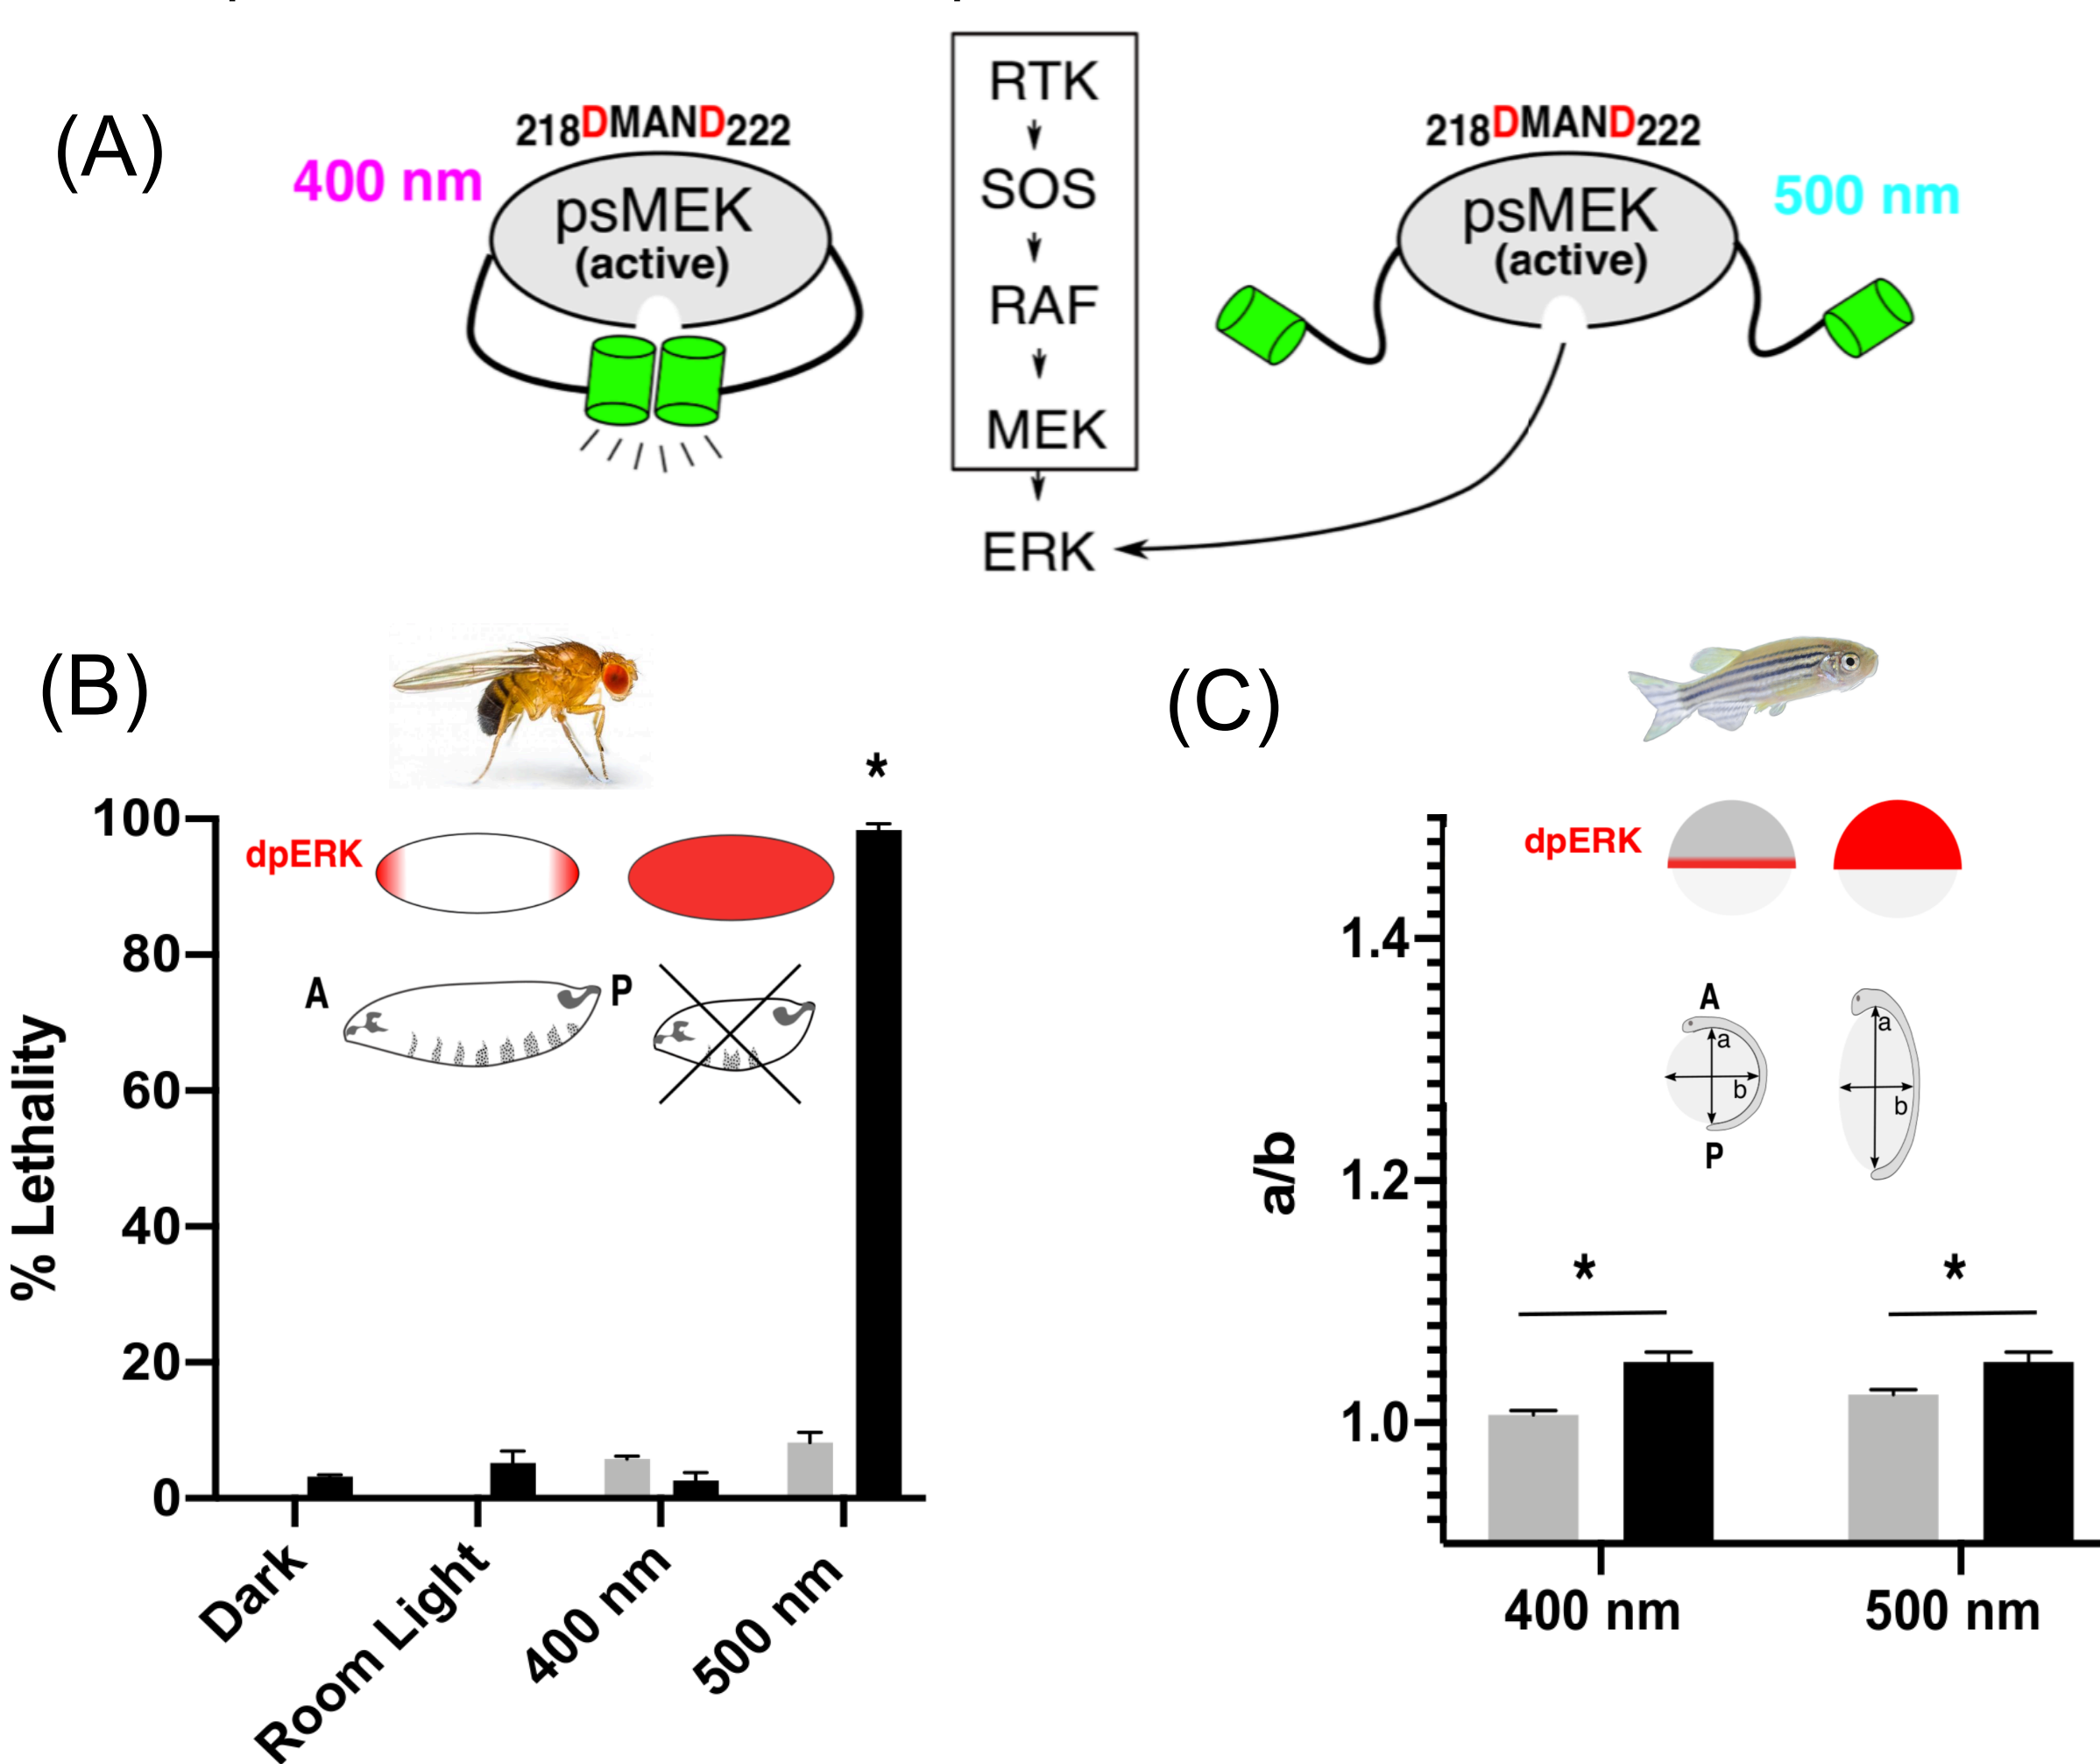 (A)
400 nm
218DMAND222
psMEK
(active)
RTK
SOS
RAF
MEK
ERK
218DMAND222
psMEK
(active)
500 nm
(B)
% Lethality
100
80
60
40
20
0
dpERK
A
P
*
Dark
Room Light
400 nm
500 nm
(C)
a/b
1.4
1.2
1.0
dpERK
A
a
b
P
a
b
*
*
400 nm
500 nm